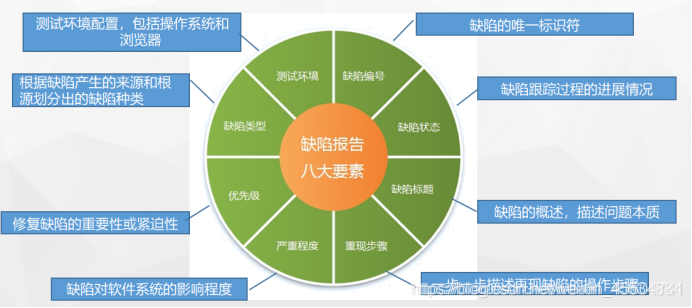 测试环境配置，包括操作系统和
浏览器
缺陷的唯一标识符
测试环境
缺陷编号
根据缺陷产生的来源和根
源划分出的缺陷种类
缺陷跟踪过程的进展情况
缺陷类型
缺陷状态
缺陷报告
八大要素
优先级
缺陷标题
修复缺陷的重要性或紧迫性
缺陷的概述，描述问题本质
严重程度
重现步骤
缺陷对软件系统的影响程度
一步一步描述再现缺陷的操作步骤